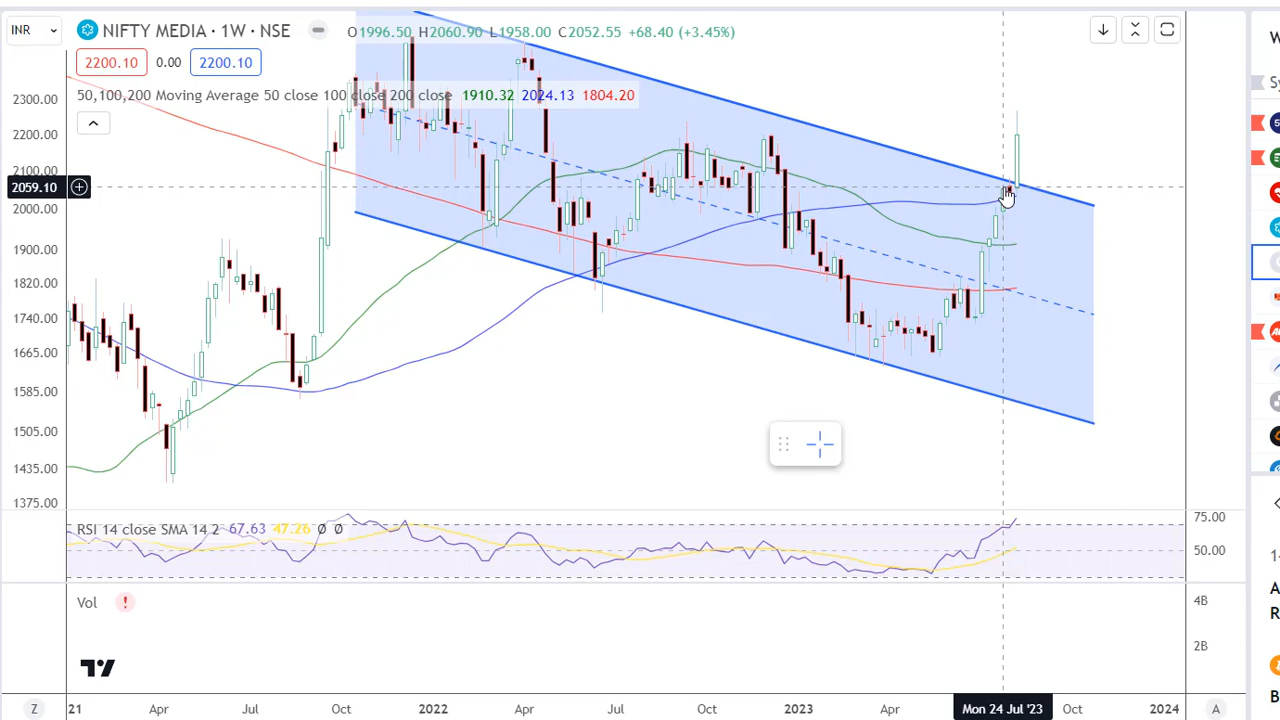 INR
NIFTY MEDIA · 1W · NSE
O1996.50 H2060.90 L1958.00 C2052.55 +68.40 (+3.45%)
2200.10 0.00 2200.10
50,100,200 Moving Average 50 close 100 close 200 close 1910.32 2024.13 1804.20
2300.00
2200.00
2100.00
2059.10
2000.00
1900.00
1820.00
1740.00
1665.00
1585.00
1505.00
1435.00
1375.00
RSI 14 close SMA 14 2 67.63 47.26 Ø Ø
75.00
50.00
Vol
4B
2B
Z 21 Apr Jul Oct 2022 Apr Jul Oct 2023 Apr Mon 24 Jul '23 Oct 2024 A